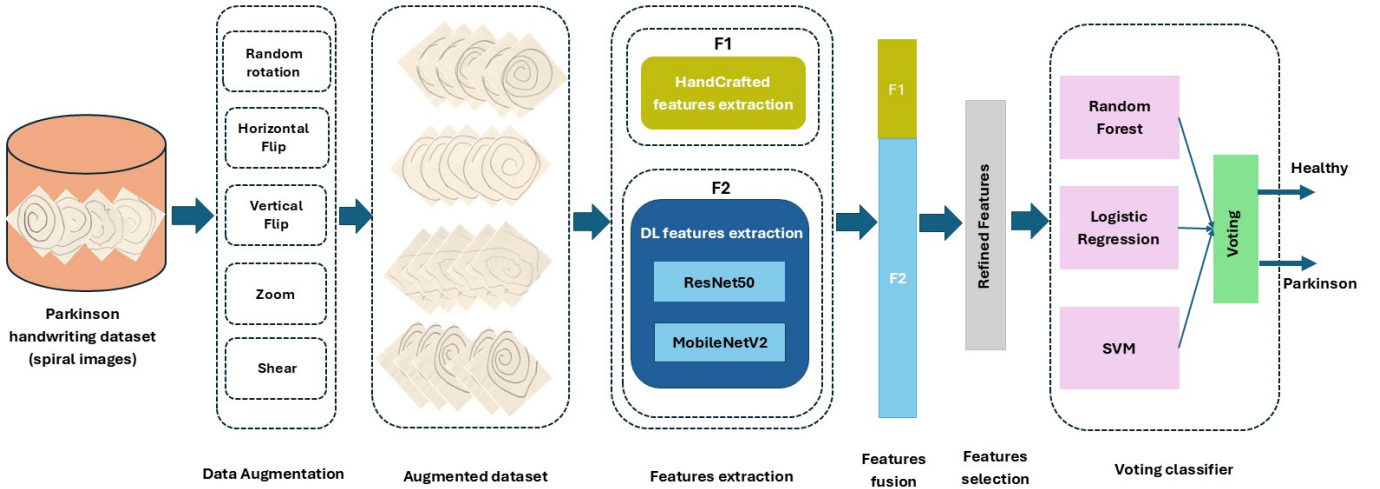 Parkinson
handwriting dataset
(spiral images)
Random
rotation
Horizontal
Flip
Vertical
Flip
Zoom
Shear
Data Augmentation
Augmented dataset
F1
HandCrafted
features extraction
F2
DL features extraction
ResNet50
MobileNetV2
Features extraction
F1
F2
Features
fusion
Refined Features
Features
selection
Random
Forest
Logistic
Regression
SVM
Voting
Voting classifier
Healthy
Parkinson